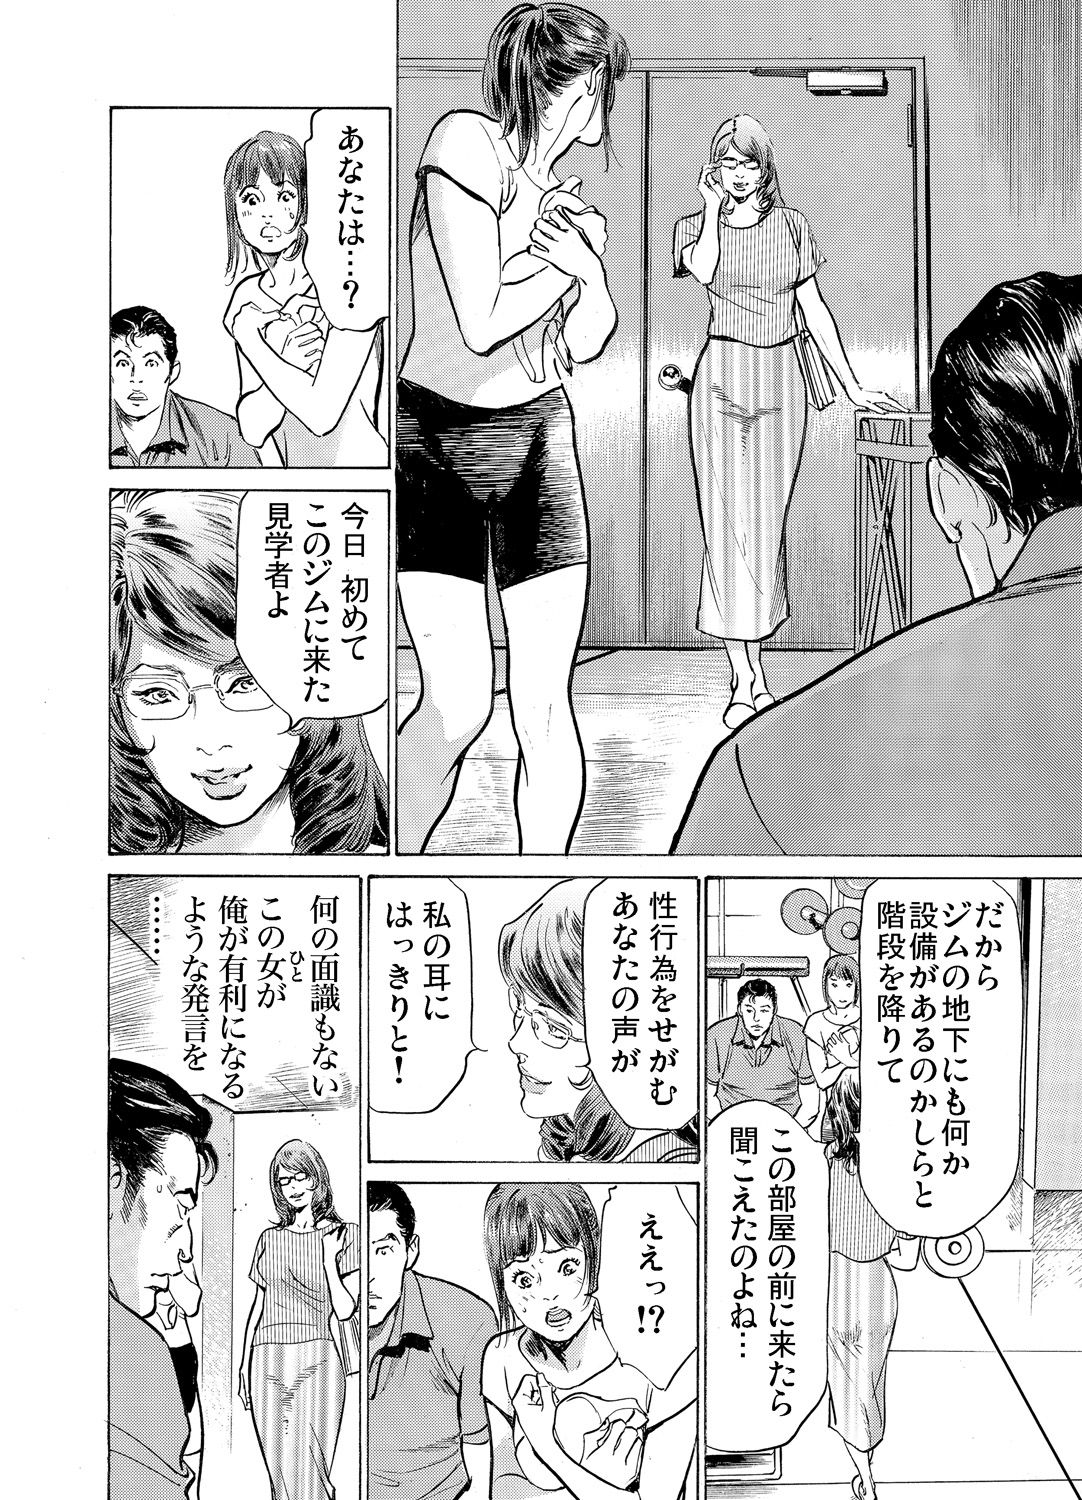 あなたは…?
今日 初めて
このジムに来た
見学者よ
だから
ジムの地下にも何か
設備があるのかしらと
階段を降りて
この部屋の前に来たら
聞こえたのよね…
性行為をせがむ
あなたの声が
私の耳に
はっきりと!
ええっ!?
何の面識もない
この女が
ひと
俺が有利になる
ような発言を
……